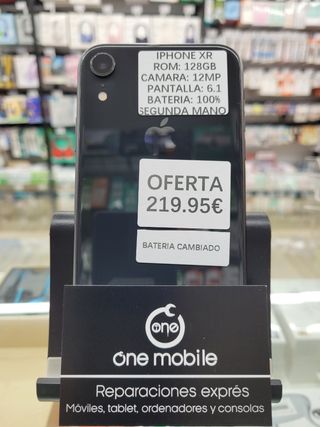 IPHONE XR
ROM: 128GB
CAMARA: 12MP
PANTALLA: 6.1
BATERIA: 100%
SEGUNDA MANO
OFERTA
219.95€
BATERIA CAMBIADO
one
óne mobile
Reparaciones exprés
Móviles, tablet, ordenadores y consolas